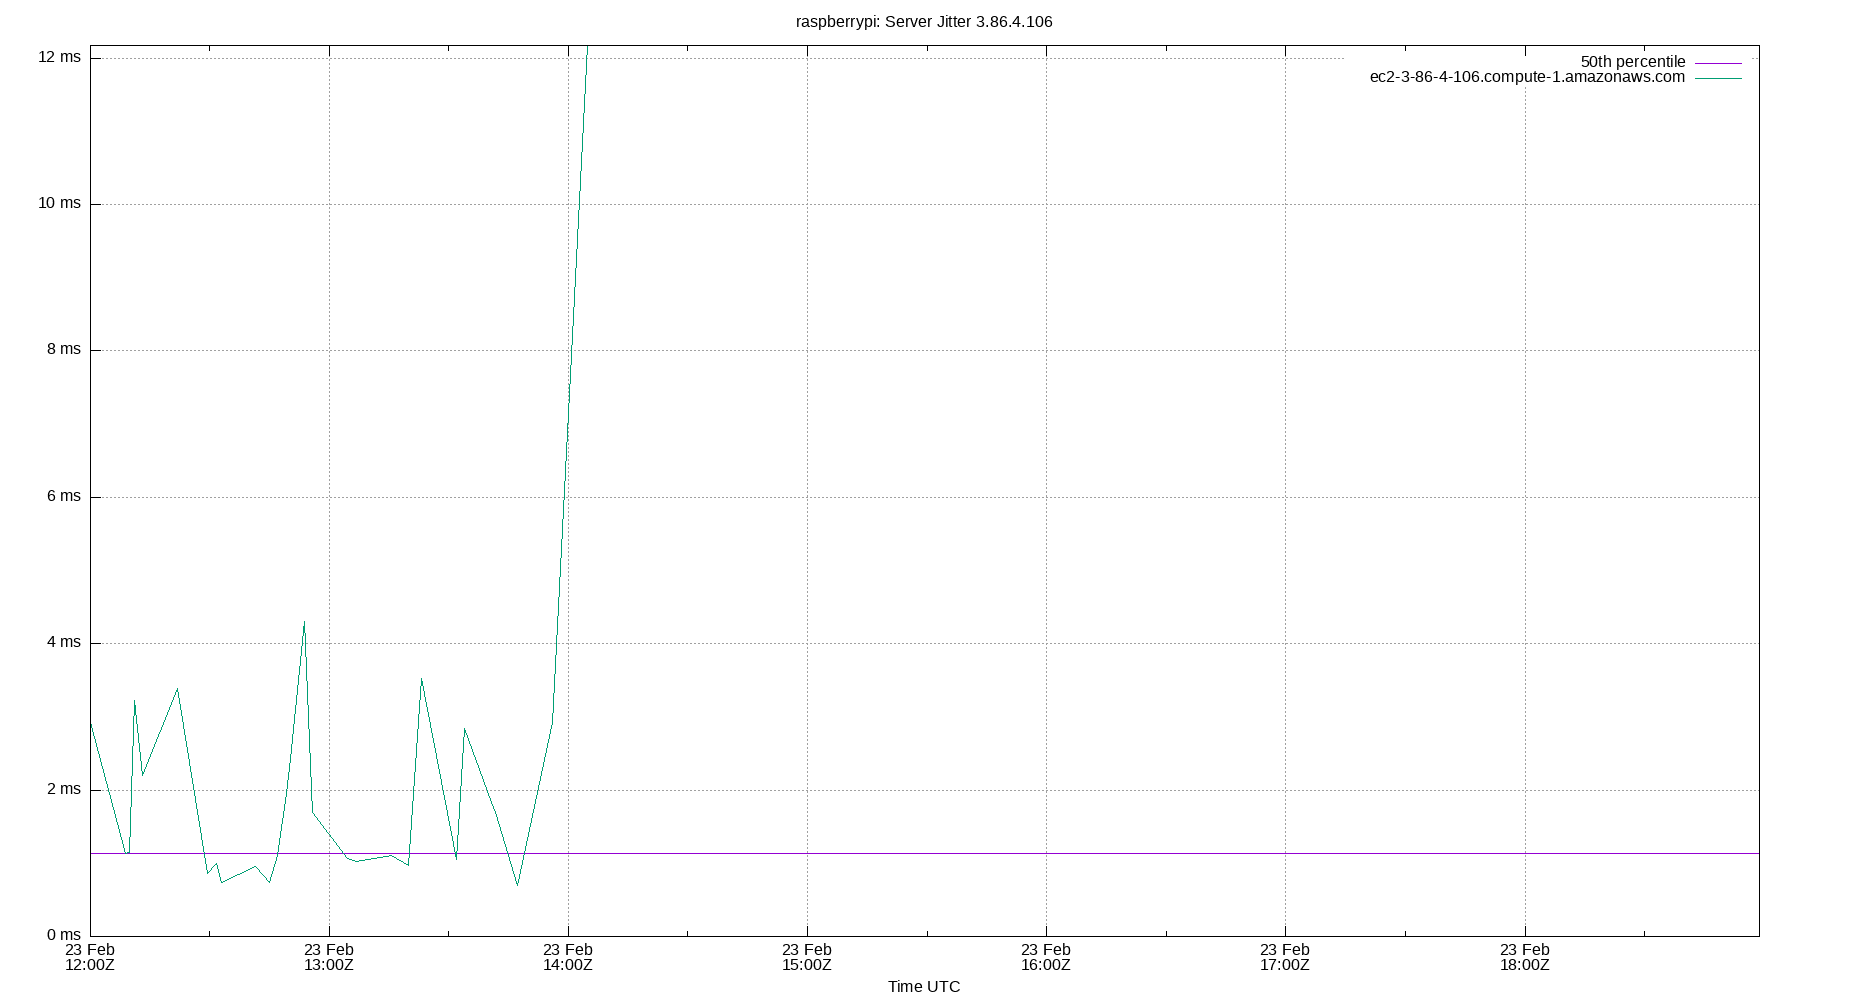 raspberrypi: Server Jitter 3.86.4.106
12 ms
10 ms
8 ms
6 ms
4 ms
2 ms
0 ms
50th percentile
ec2-3-86-4-106.compute-1.amazonaws.com
23 Feb
12:00Z
23 Feb
13:00Z
23 Feb
14:00Z
23 Feb
15:00Z
23 Feb
16:00Z
23 Feb
17:00Z
23 Feb
18:00Z
Time UTC